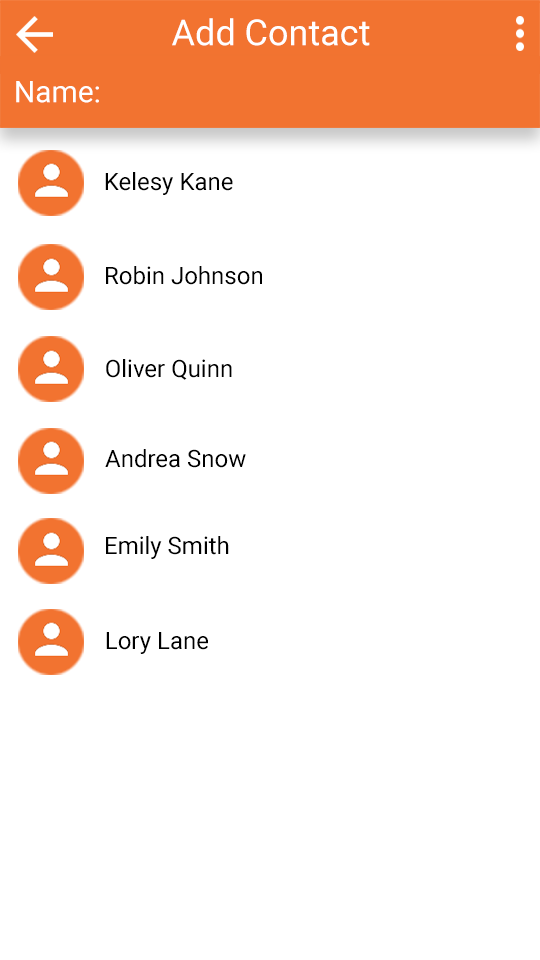 Add Contact
Name:
Kelesy Kane
Robin Johnson
Oliver Quinn
Andrea Snow
Emily Smith
Lory Lane